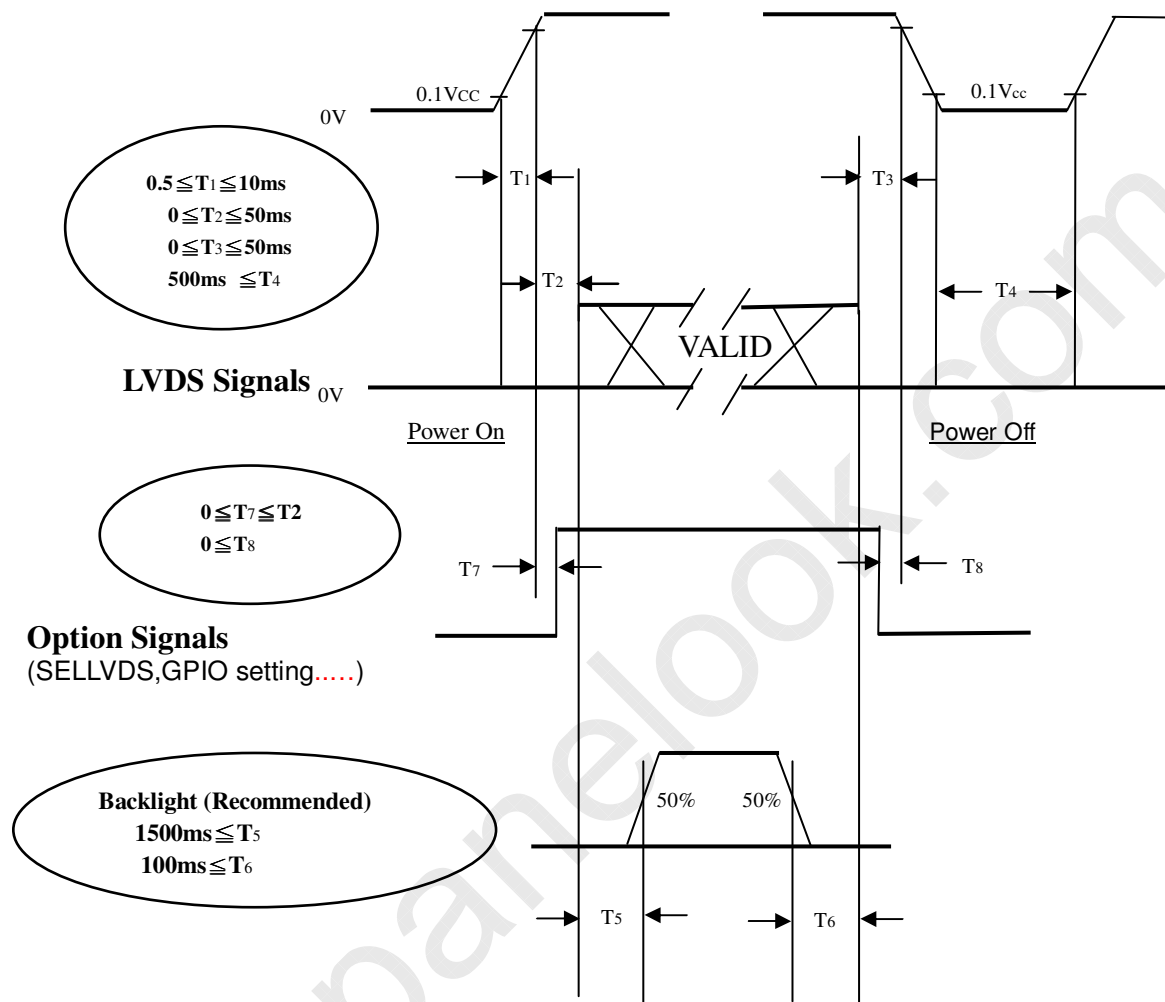 0.1VCC
0.1Vcc
0V
0.5≦T1≦10ms
0≦T2≦50ms
0≦T3≦50ms
500ms ≦T4
T1
T3
T2
T4
VALID
LVDS Signals 0V
Power On
Power Off
0≦T7≦T2
0≦T8
T7
T8
Option Signals
(SELLVDS,GPIO setting.....)
Backlight (Recommended)
1500ms≦T5
100ms≦T6
50%
50%
T5
T6
panelook.com